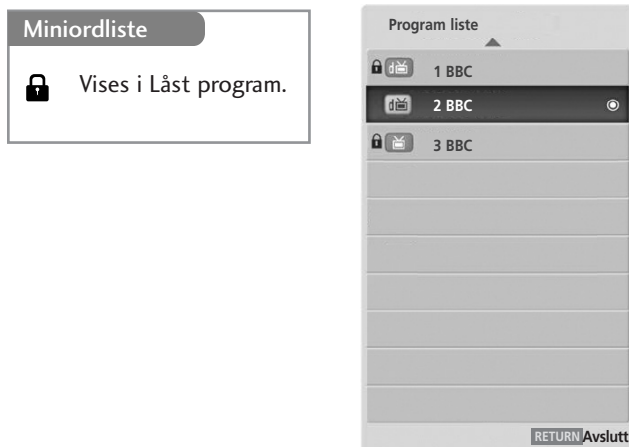 Miniordliste
Vises i Låst program.
Program liste
1 BBC
2 BBC
3 BBC
RETURN Avslutt